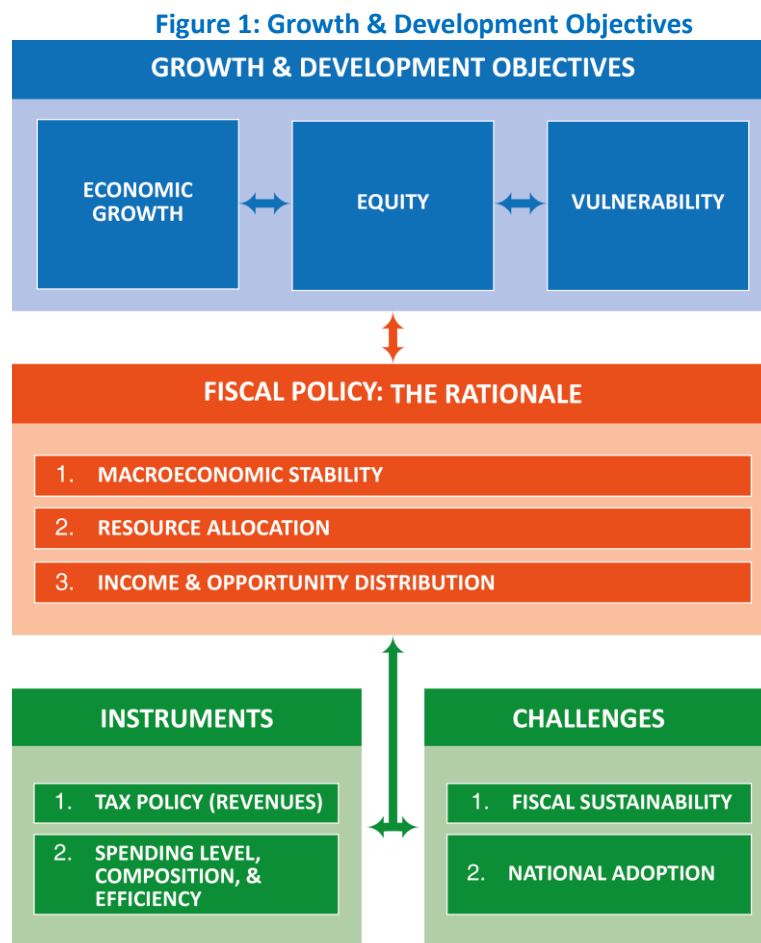 Figure 1: Growth & Development Objectives
GROWTH & DEVELOPMENT OBJECTIVES
ECONOMIC
GROWTH
EQUITY
VULNERABILITY
FISCAL POLICY: THE RATIONALE
1. MACROECONOMIC STABILITY
2. RESOURCE ALLOCATION
3. INCOME & OPPORTUNITY DISTRIBUTION
INSTRUMENTS
1. TAX POLICY (REVENUES)
2. SPENDING LEVEL,
COMPOSITION, &
EFFICIENCY
CHALLENGES
1. FISCAL SUSTAINABILITY
2. NATIONAL ADOPTION